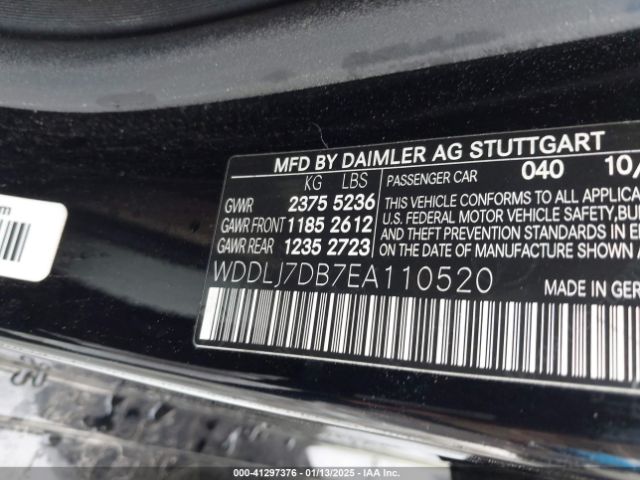 MFD BY DAIMLER AG STUTTGART
KG LBS
GVWR 2375 5236
GAWR FRONT 1185 2612
GAWR REAR 1235 2723
PASSENGER CAR 040 10/
THIS VEHICLE CONFORMS TO ALL APPLICA
U.S. FEDERAL MOTOR VEHICLE SAFETY, BU
AND THEFT PREVENTION STANDARDS IN E
ON THE DATE OF MANUFACTURE SHOWN A
WDDLJ7DB7EA110520
MADE IN GER
000-41297376 - 01/13/2025 - IAA Inc.